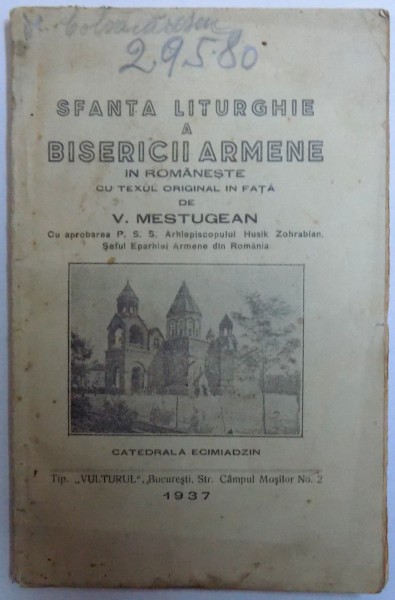 29580
SFANTA LITURGHIE
A
BISERICII ARMENE
IN ROMÂNEŞTE
CU TEXUL ORIGINAL IN FAŢĂ
DE
V. MESTUGEAN
Cu aprobarea P. S. S. Arhiepiscopului Husik Zohrabian,
Şeful Eparhiei Armene din România
CATEDRALA ECIMIADZIN
Tip. „VULTURUL", Bucureşti, Str. Câmpul Moşilor No. 2
1937